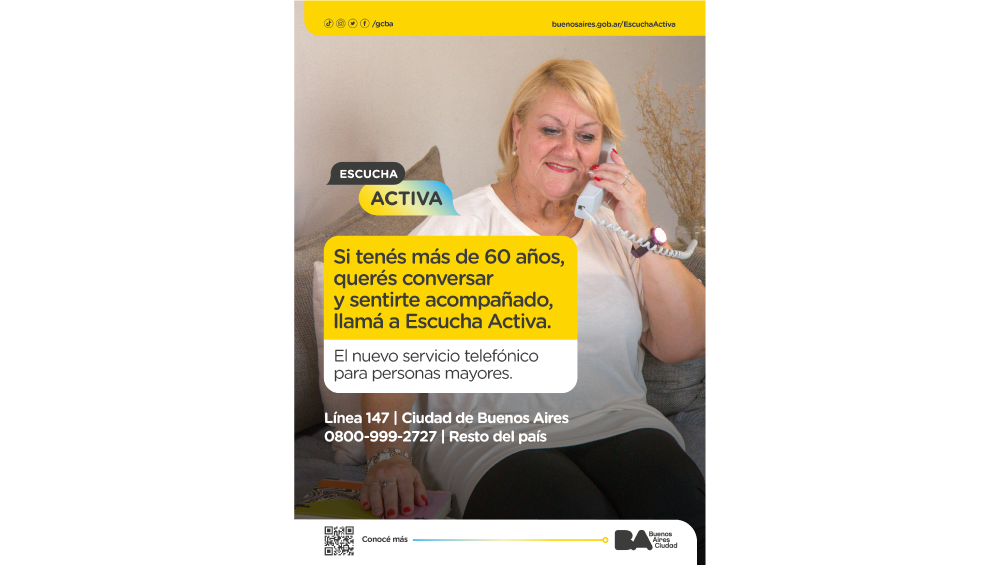 /gcba
buenosaires.gob.ar/EscuchaActiva
ESCUCHA
ACTIVA
Si tenés más de 60 años,
querés conversar
y sentirte acompañado,
llamá a Escucha Activa.
El nuevo servicio telefónico
para personas mayores.
Línea 147 | Ciudad de Buenos Aires
0800-999-2727 | Resto del país
Conocé más
BA
Buenos
Aires
Ciudad